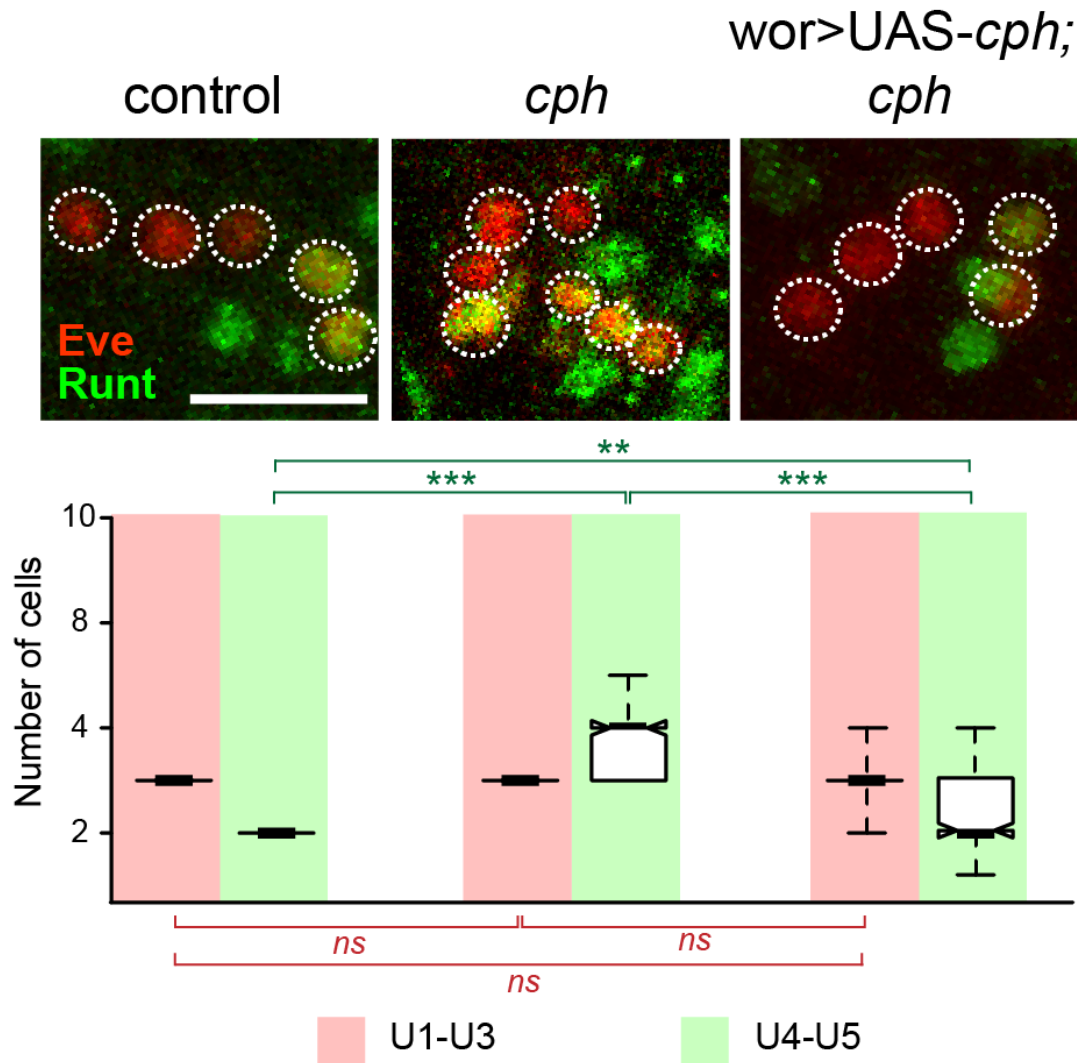 wor>UAS-cph;
control
cph
cph
Eve
Runt
**
***
***
10
8
4
2
Number of cells
ns
ns
ns
U1-U3
U4-U5